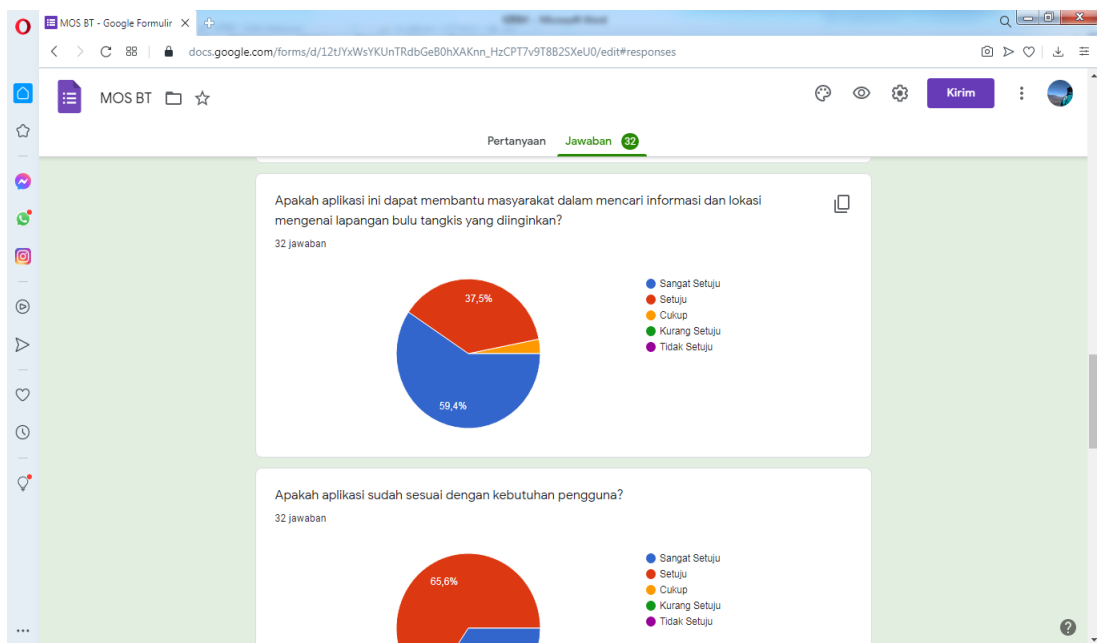 MOS BT - Google Formulir
docs.google.com/forms/d/12tJYxWsYKUnTRdbGeB0hXAKnn_HzCPT7v9T8B2SXeU0/edit#responses
MOS BT
Kirim
Pertanyaan Jawaban 32
Apakah aplikasi ini dapat membantu masyarakat dalam mencari informasi dan lokasi
mengenai lapangan bulu tangkis yang diinginkan?
32 jawaban
37,5%
59,4%
Sangat Setuju
Setuju
Cukup
Kurang Setuju
Tidak Setuju
Apakah aplikasi sudah sesuai dengan kebutuhan pengguna?
32 jawaban
65,6%
Sangat Setuju
Setuju
Cukup
Kurang Setuju
Tidak Setuju